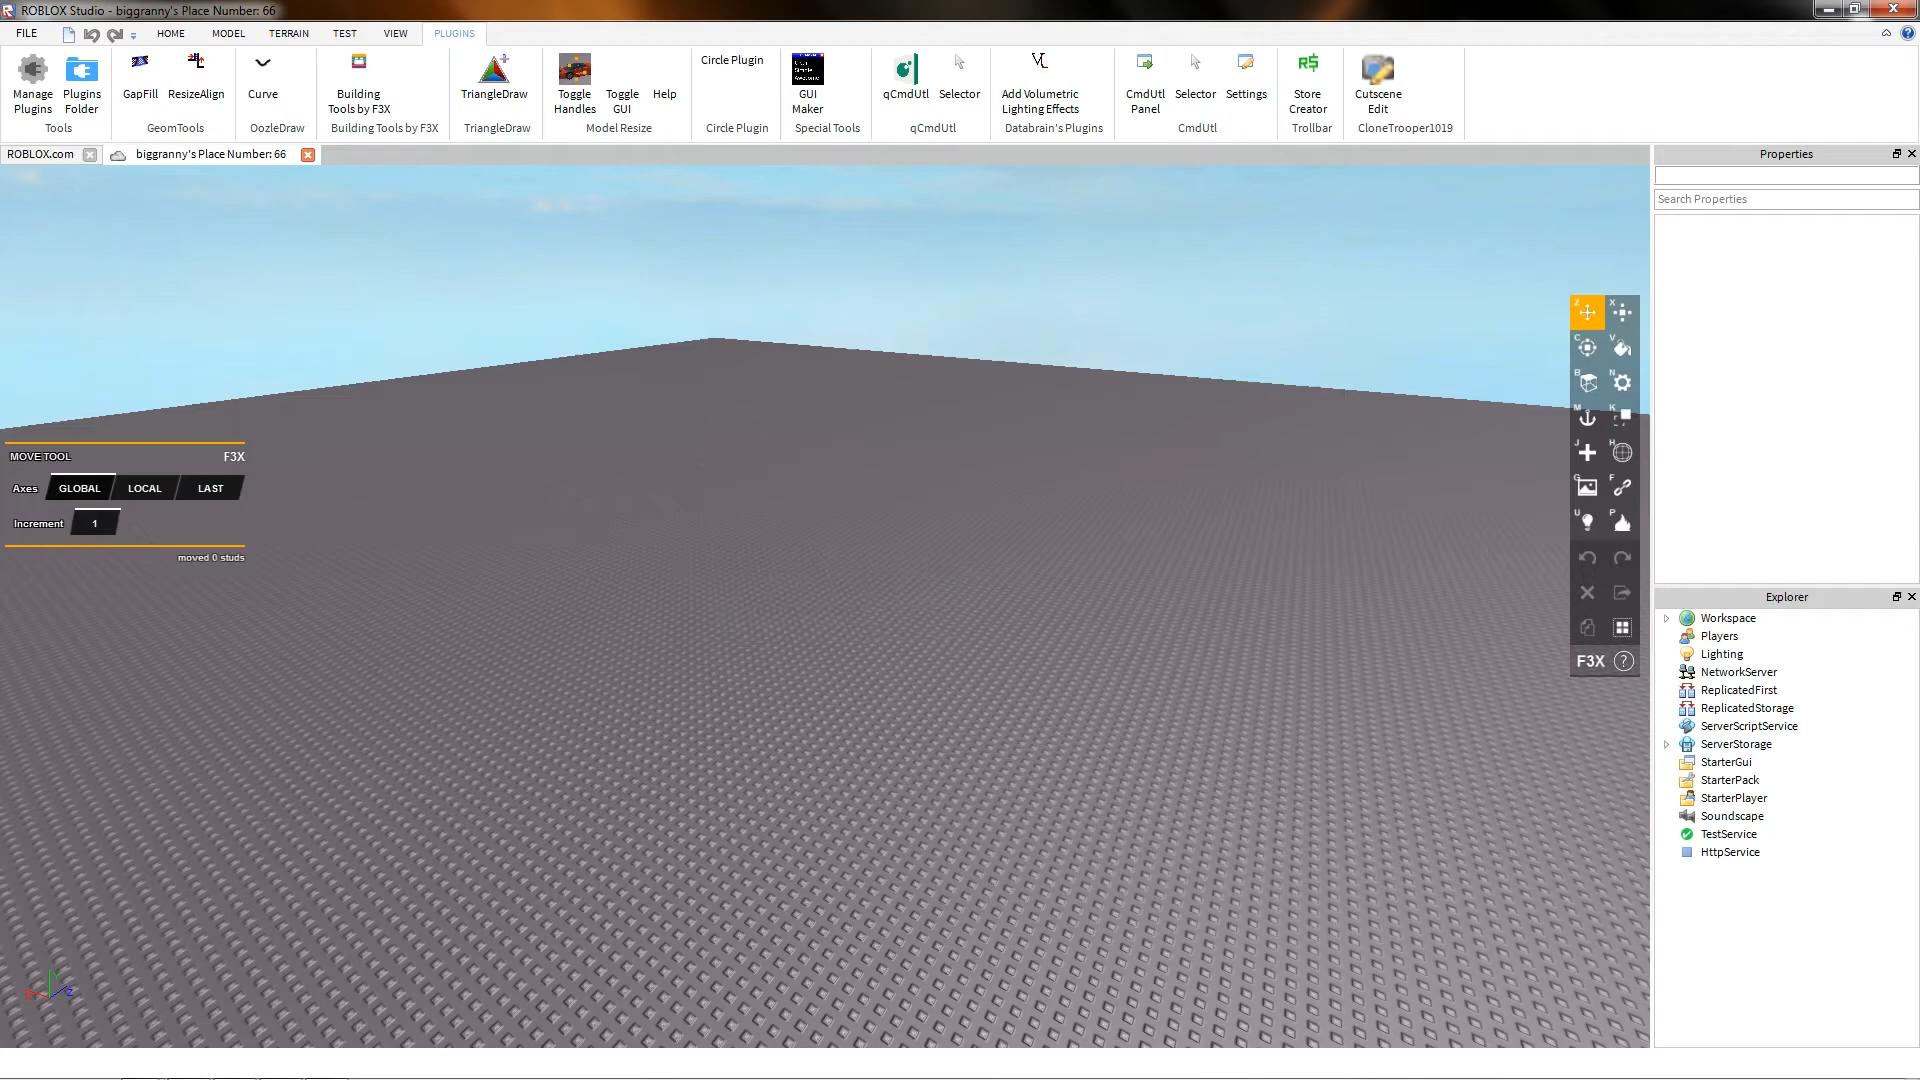 ROBLOX Studio - biggranny's Place Number: 66
FILE HOME MODEL TERRAIN TEST VIEW PLUGINS
Manage Plugins
Plugins Folder
Tools
GapFill
ResizeAlign
GeomTools
Curve
OozleDraw
Building Tools by F3X
Building Tools by F3X
TriangleDraw
TriangleDraw
Toggle Handles
Toggle GUI
Help
Model Resize
Circle Plugin
Circle Plugin
GUI Maker
Special Tools
qCmdUtl
Selector
qCmdUtl
Add Volumetric Lighting Effects
Databrain's Plugins
CmdUtl Panel
Selector
Settings
CmdUtl
R$
Store Creator
Trollbar
Cutscene Edit
CloneTrooper1019
ROBLOX.com
biggranny's Place Number: 66
MOVE TOOL F3X
Axes GLOBAL LOCAL LAST
Increment 1
moved 0 studs
Z X
C V
B N
M K
J H
G F
U P
F3X ?
Properties
Search Properties
Explorer
Workspace
Players
Lighting
NetworkServer
ReplicatedFirst
ReplicatedStorage
ServerScriptService
ServerStorage
StarterGui
StarterPack
StarterPlayer
Soundscape
TestService
HttpService